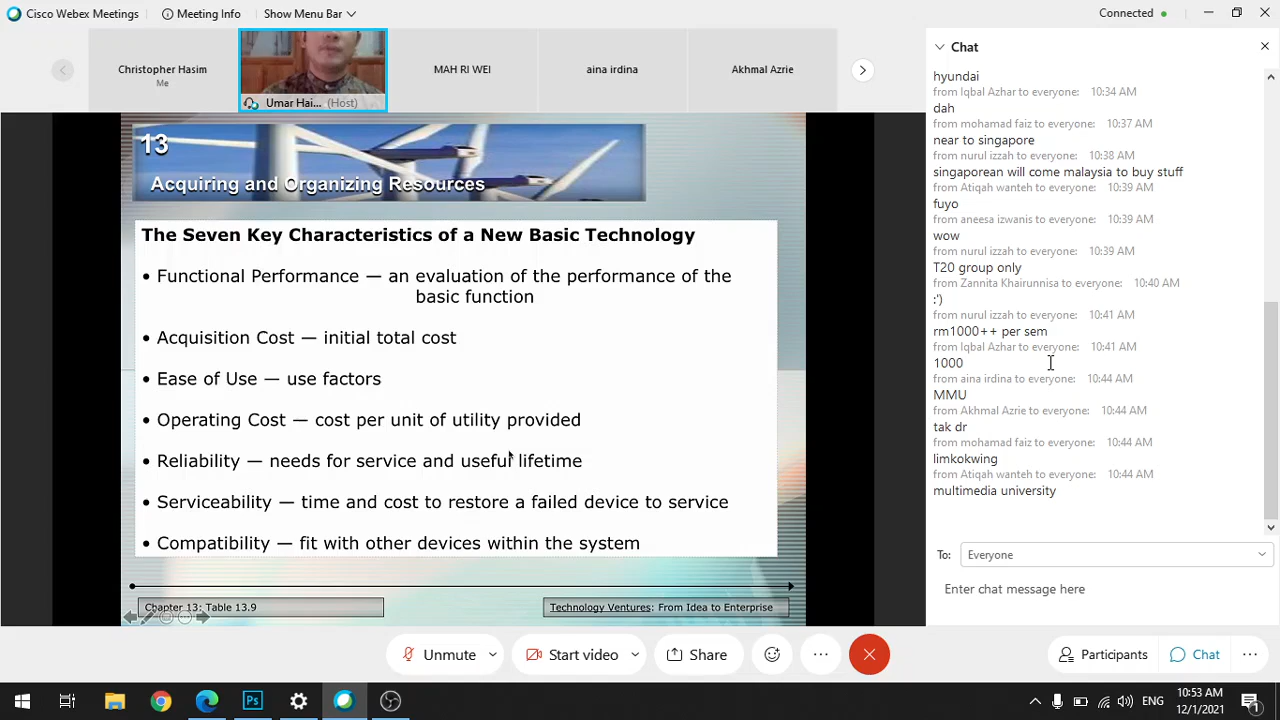 Cisco Webex Meetings
Meeting Info
Show Menu Bar
Connected
Christopher Hasim
Me
Umar Hai... (Host)
MAH RI WEI
aina irdina
Akhmal Azrie
13
Acquiring and Organizing Resources
The Seven Key Characteristics of a New Basic Technology
• Functional Performance — an evaluation of the performance of the
basic function
• Acquisition Cost — initial total cost
• Ease of Use — use factors
• Operating Cost — cost per unit of utility provided
• Reliability — needs for service and useful lifetime
• Serviceability — time and cost to restore a failed device to service
• Compatibility — fit with other devices within the system
Chapter 13: Table 13.9
Technology Ventures: From Idea to Enterprise
Chat
hyundai
from Iqbal Azhar to everyone: 10:34 AM
dah
from mohamad faiz to everyone: 10:37 AM
near to singapore
from nurul izzah to everyone: 10:38 AM
singaporean will come malaysia to buy stuff
from Atiqah wanteh to everyone: 10:39 AM
fuyo
from aneesa izwanis to everyone: 10:39 AM
wow
from nurul izzah to everyone: 10:39 AM
T20 group only
from Zannita Khairunnisa to everyone: 10:40 AM
:')
from nurul izzah to everyone: 10:41 AM
rm1000++ per sem
from Iqbal Azhar to everyone: 10:41 AM
1000
from aina irdina to everyone: 10:44 AM
MMU
from Akhmal Azrie to everyone: 10:44 AM
tak dr
from mohamad faiz to everyone: 10:44 AM
limkokwing
from Atiqah wanteh to everyone: 10:44 AM
multimedia university
To:
Everyone
Enter chat message here
Unmute
Start video
Share
Participants
Chat
Ps
ENG
10:53 AM
12/1/2021
1